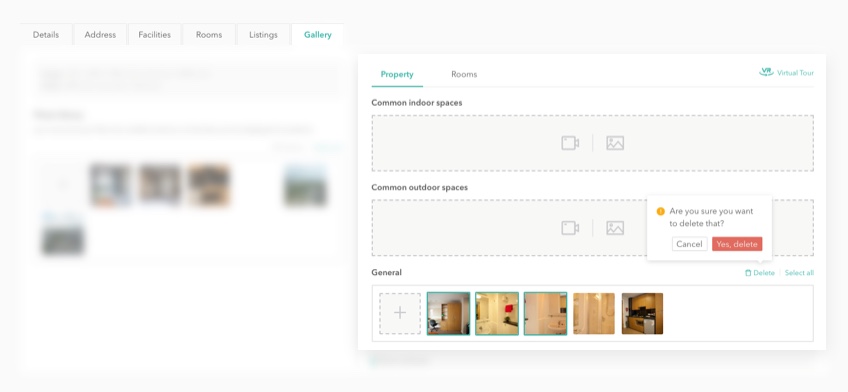 Details
Address
Facilities
Rooms
Listings
Gallery
Property
Rooms
VR
Virtual Tour
Common indoor spaces
Common outdoor spaces
Are you sure you want
to delete that?
Cancel
Yes, delete
General
Delete
Select all